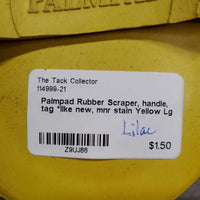 PALMPAD
The Tack Collector
114999-21
Palmpad Rubber Scraper, handle,
tag *like new, mnr stain Yellow Lg
Lilac
Z9UJ86
$1.50